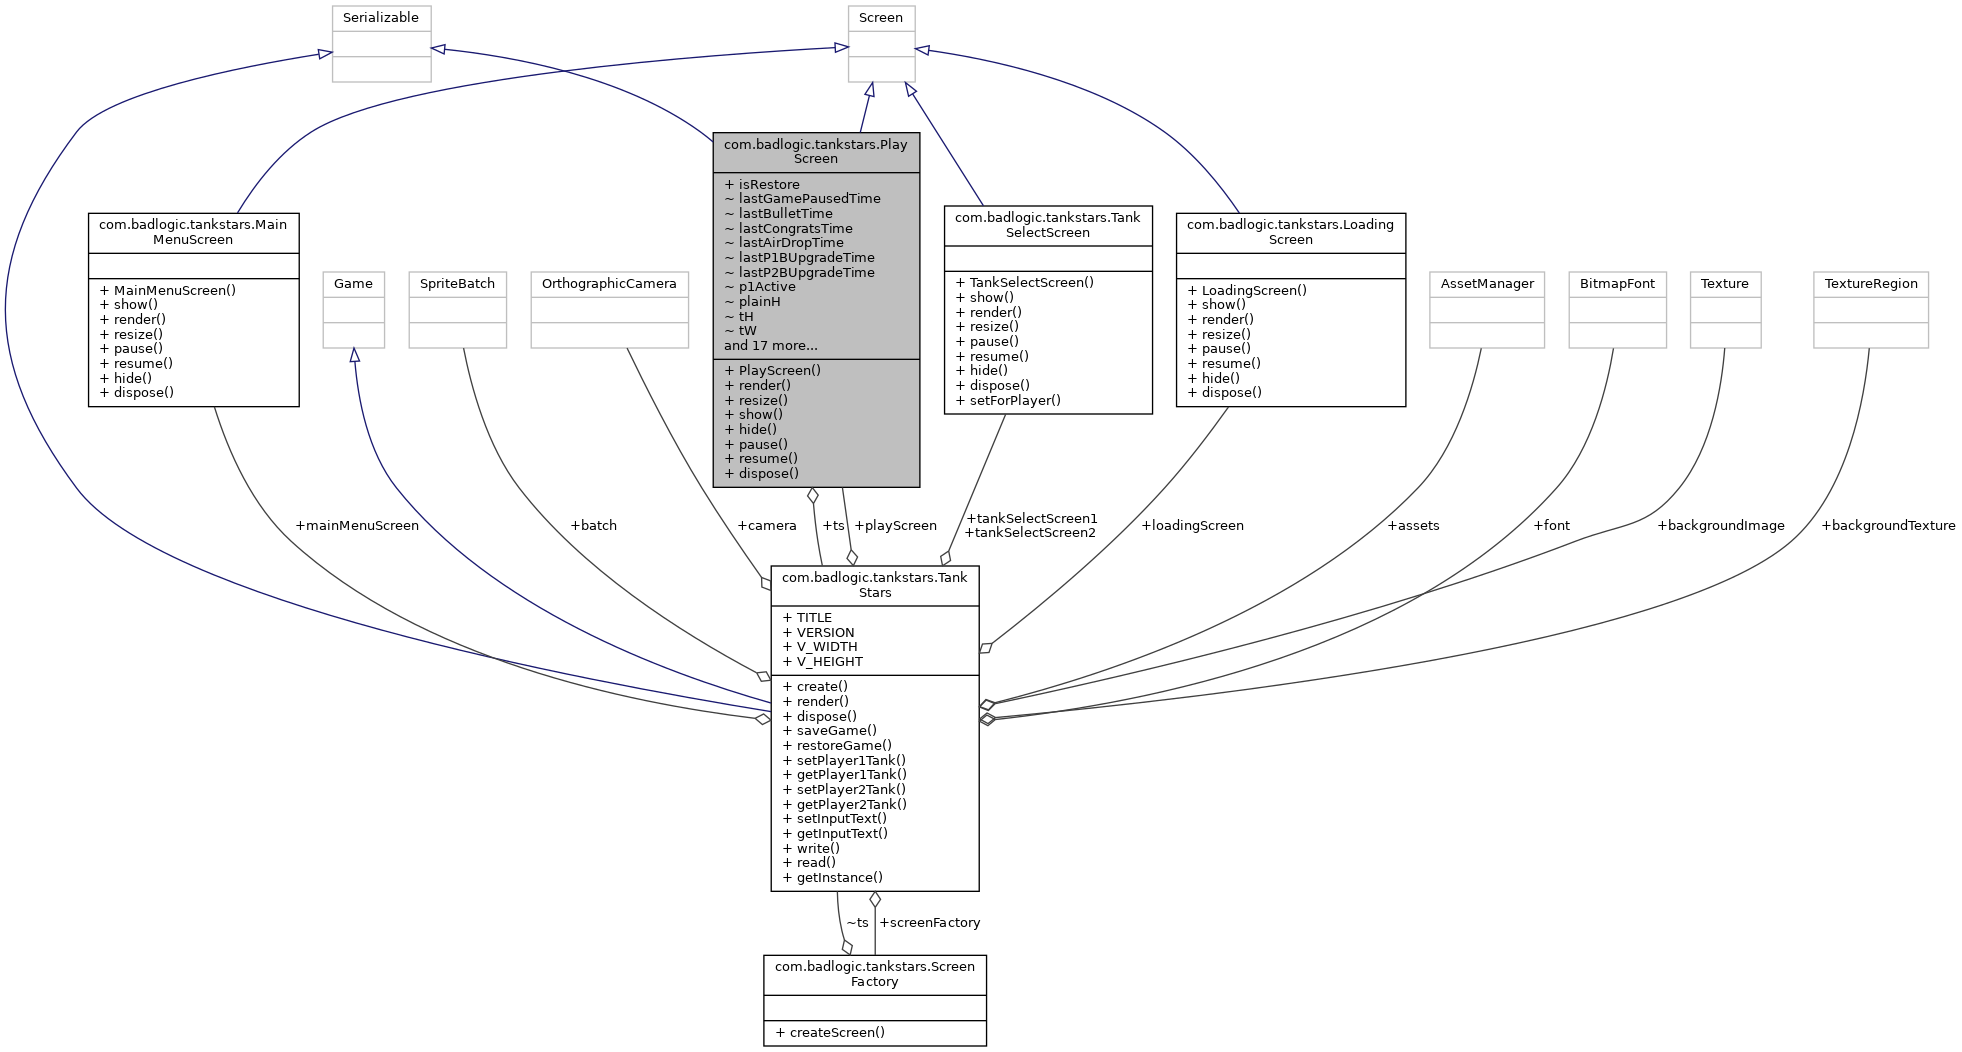 Serializable
Screen
com.badlogic.tankstars.Play
Screen
+ isRestore
~ lastGamePausedTime
~ lastBulletTime
~ lastCongratsTime
~ lastAirDropTime
~ lastP1BUpgradeTime
~ lastP2BUpgradeTime
~ p1Active
~ plainH
~ tH
~ tW
and 17 more...
+ PlayScreen()
+ render()
+ resize()
+ show()
+ hide()
+ pause()
+ resume()
+ dispose()
com.badlogic.tankstars.Main
MenuScreen
+ MainMenuScreen()
+ show()
+ render()
+ resize()
+ pause()
+ resume()
+ hide()
+ dispose()
Game
SpriteBatch
OrthographicCamera
com.badlogic.tankstars.Tank
SelectScreen
+ TankSelectScreen()
+ show()
+ render()
+ resize()
+ pause()
+ resume()
+ hide()
+ dispose()
+ setForPlayer()
com.badlogic.tankstars.Loading
Screen
+ LoadingScreen()
+ show()
+ render()
+ resize()
+ pause()
+ resume()
+ hide()
+ dispose()
AssetManager
BitmapFont
Texture
TextureRegion
+mainMenuScreen
+batch
+camera
+ts
+playScreen
+tankSelectScreen1
+tankSelectScreen2
+loadingScreen
+assets
+font
+backgroundImage
+backgroundTexture
com.badlogic.tankstars.Tank
Stars
+ TITLE
+ VERSION
+ V_WIDTH
+ V_HEIGHT
+ create()
+ render()
+ dispose()
+ saveGame()
+ restoreGame()
+ setPlayer1Tank()
+ getPlayer1Tank()
+ setPlayer2Tank()
+ getPlayer2Tank()
+ setInputText()
+ getInputText()
+ write()
+ read()
+ getInstance()
~ts
+screenFactory
com.badlogic.tankstars.Screen
Factory
+ createScreen()